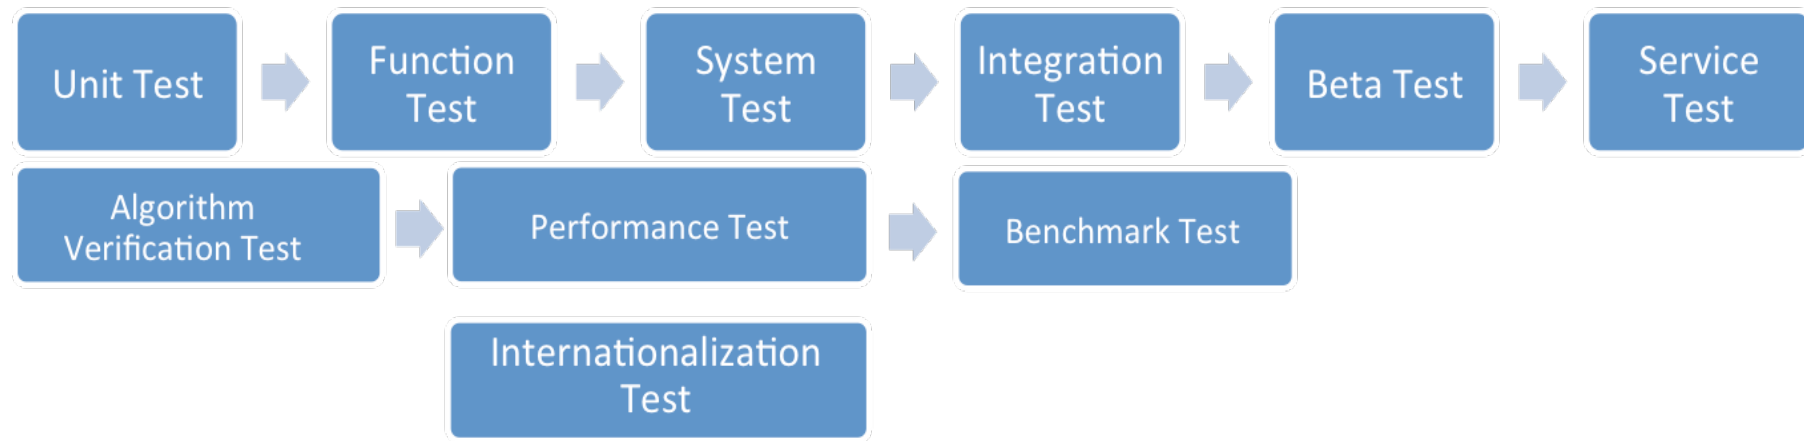 Unit Test
Function
Test
System
Test
Integration
Test
Beta Test
Service
Test
Algorithm
Verification Test
Performance Test
Benchmark Test
Internationalization
Test